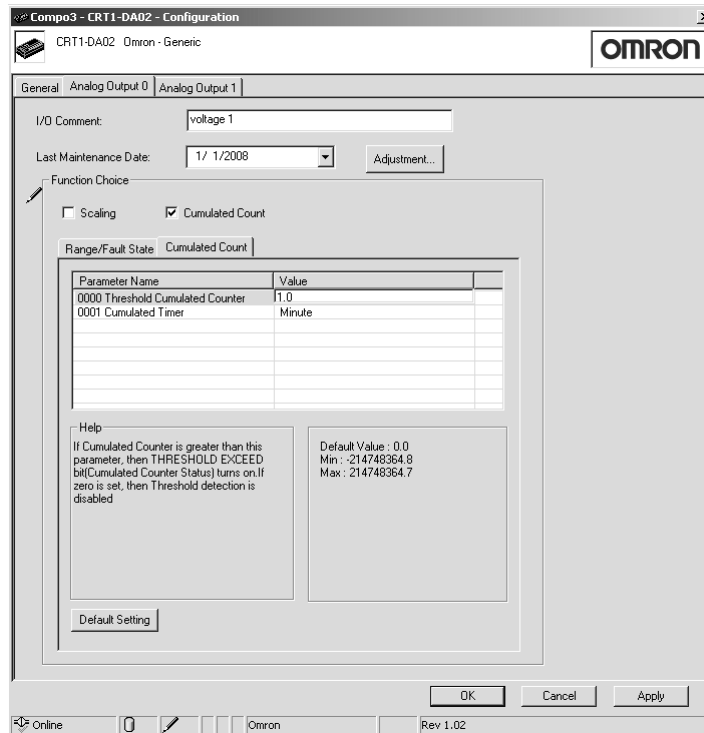 Compo3 - CRT1-DA02 - Configuration
CRT1-DA02 Omron - Generic
OMRON
General
Analog Output 0
Analog Output 1
I/O Comment:
voltage 1
Last Maintenance Date:
1/ 1/2008
Adjustment...
Function Choice
Scaling
Cumulated Count
Range/Fault State
Cumulated Count
Parameter Name
Value
0000 Threshold Cumulated Counter
1.0
0001 Cumulated Timer
Minute
Help
If Cumulated Counter is greater than this
parameter, then THRESHOLD EXCEED
bit(Cumulated Counter Status) turns on.If
zero is set, then Threshold detection is
disabled
Default Value : 0.0
Min : -214748364.8
Max : 214748364.7
Default Setting
OK
Cancel
Apply
Online
Omron
Rev 1.02